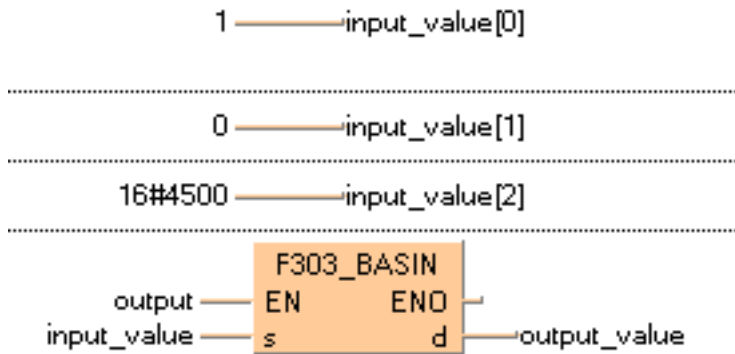 1 input_value[0]
0 input_value[1]
16#4500 input_value[2]
F303_BASIN
output EN ENO
input_value s d output_value